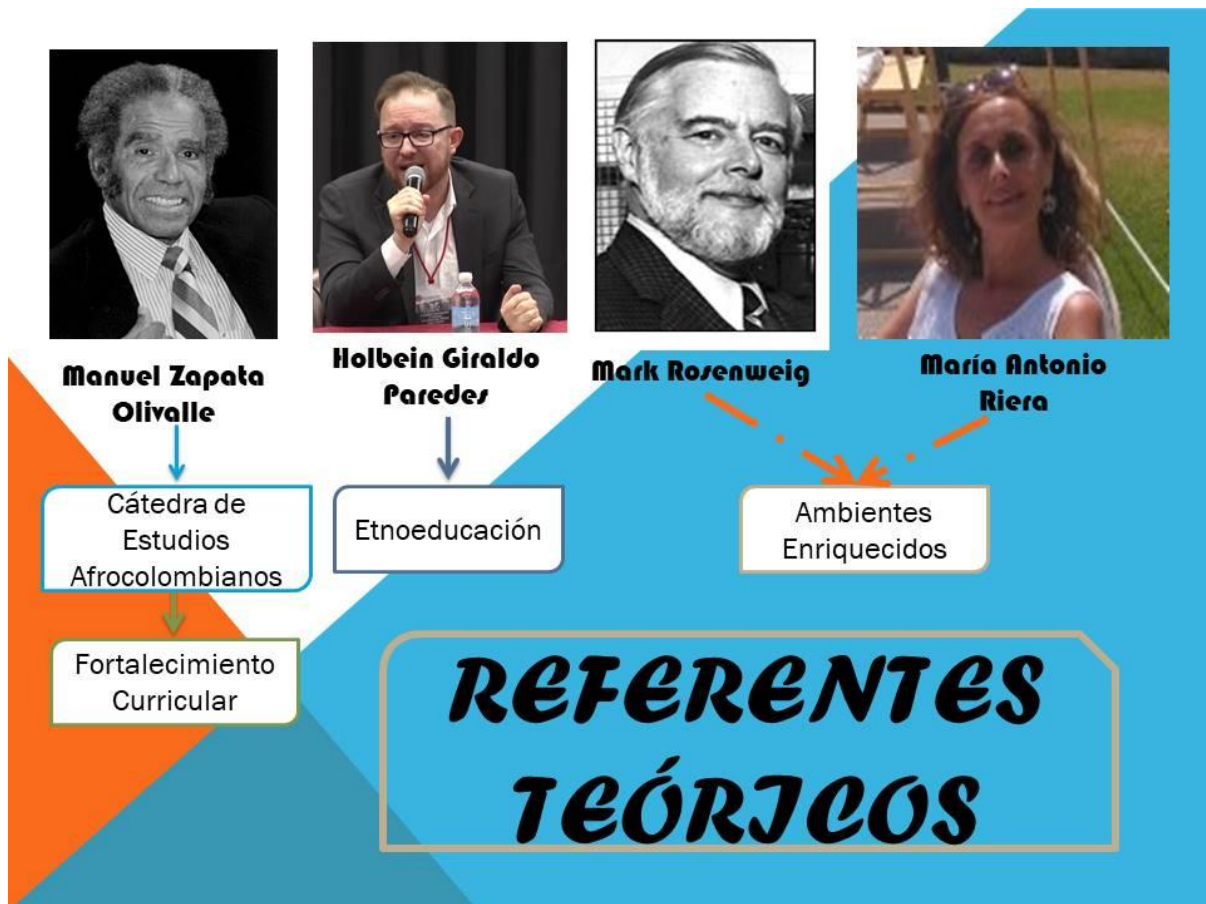 Manuel Zapata
Olivalle
Holbein Giraldo
Paredes
Mark Rosenweig
María Antonio
Riera
Cátedra de
Estudios
Afrocolombianos
Etnoeducación
Ambientes
Enriquecidos
Fortalecimiento
Curricular
REFERENTES
TEÓRICOS